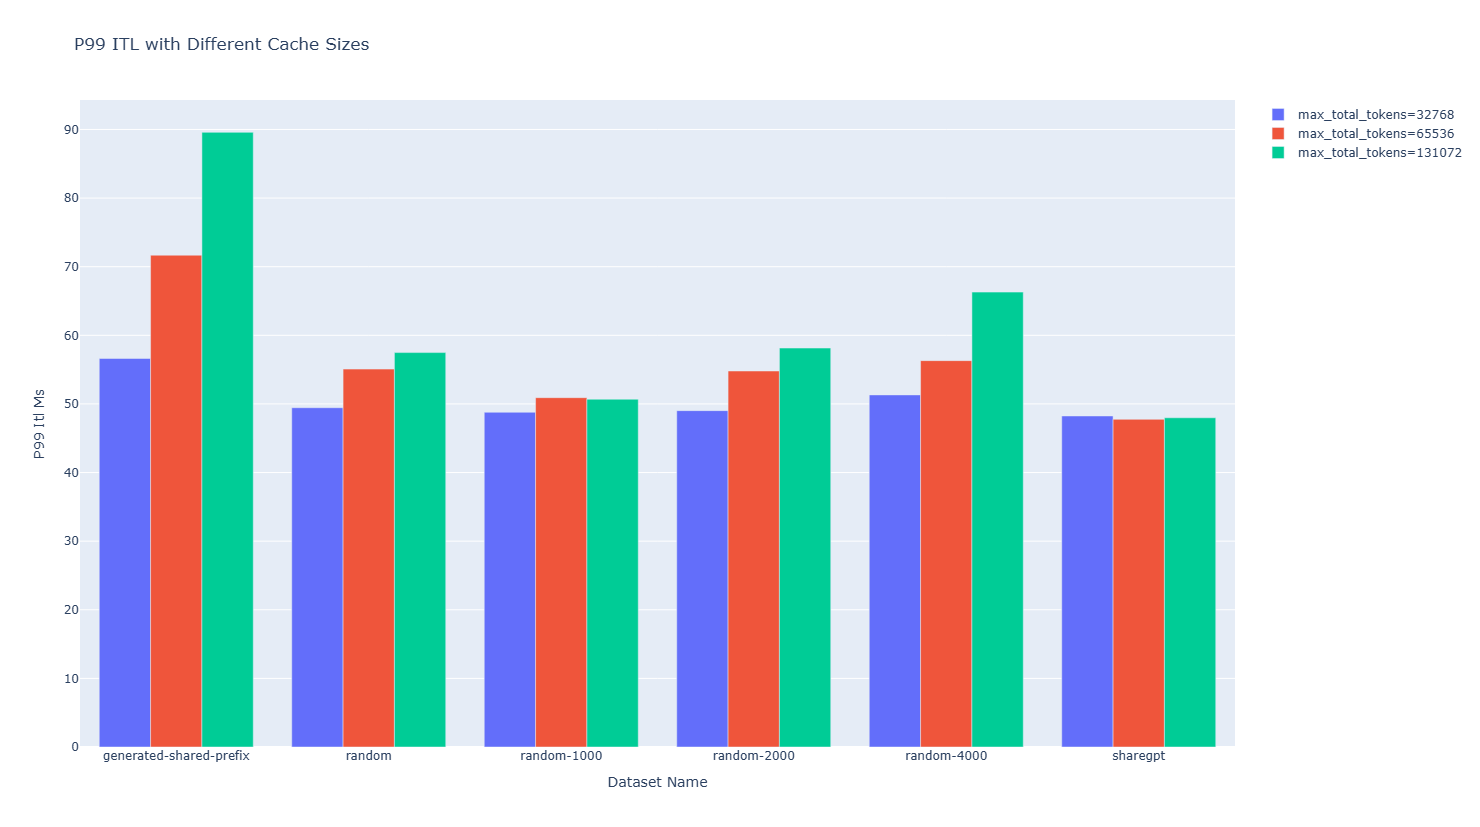 P99 ITL with Different Cache Sizes
max_total_tokens=32768
max_total_tokens=65536
max_total_tokens=131072
P99 Itl Ms
90
80
70
60
50
40
30
20
10
0
generated-shared-prefix random random-1000 random-2000 random-4000 sharegpt
Dataset Name